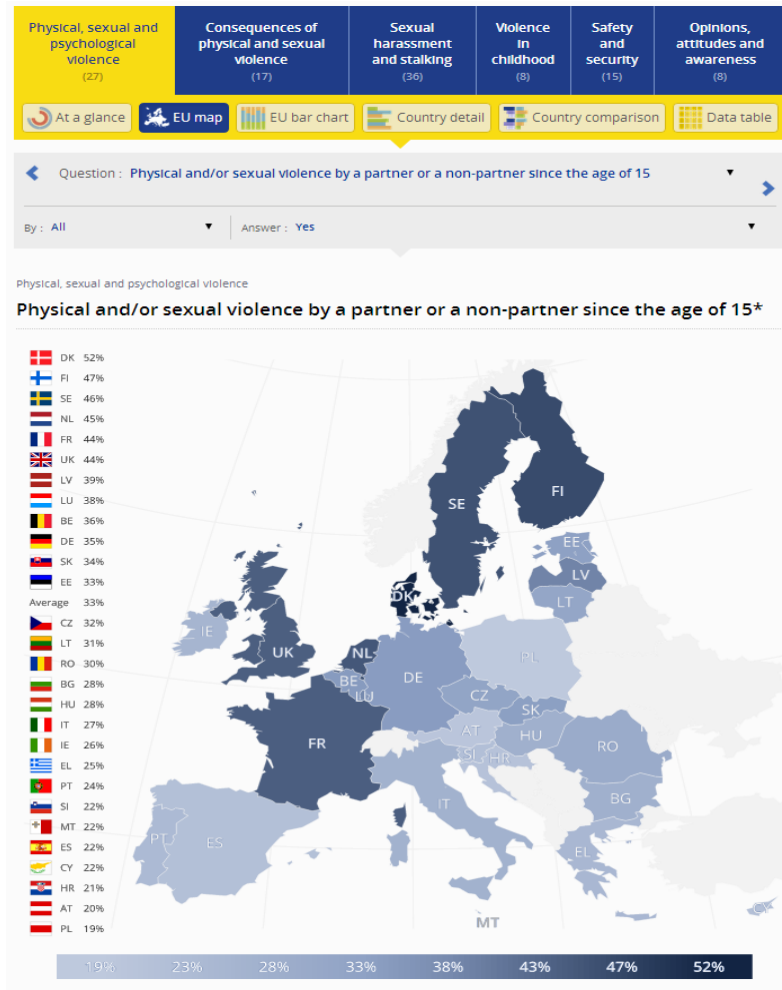 Physical, sexual and
psychological
violence
(27)
Consequences of
physical and sexual
violence
(17)
Sexual
harassment
and stalking
(36)
Violence
in
childhood
(8)
Safety
and
security
(15)
Opinions,
attitudes and
awareness
(8)
At a glance
EU map
EU bar chart
Country detail
Country comparison
Data table
Question : Physical and/or sexual violence by a partner or a non-partner since the age of 15
By : All
Answer : Yes
Physical, sexual and psychological violence
Physical and/or sexual violence by a partner or a non-partner since the age of 15*
DK 52%
FI 47%
SE 46%
NL 45%
FR 44%
UK 44%
LV 39%
LU 38%
BE 36%
DE 35%
SK 34%
EE 33%
Average 33%
CZ 32%
LT 31%
RO 30%
BG 28%
HU 28%
IT 27%
IE 26%
EL 25%
PT 24%
SI 22%
MT 22%
ES 22%
CY 22%
HR 21%
AT 20%
PL 19%
FI
SE
EE
LV
DK
LT
IE
UK
NL
PL
BE
DE
LU
CZ
SK
FR
AT
HU
RO
SI
HR
BG
IT
PT
ES
EL
CY
MT
19% 23% 28% 33% 38% 43% 47% 52%